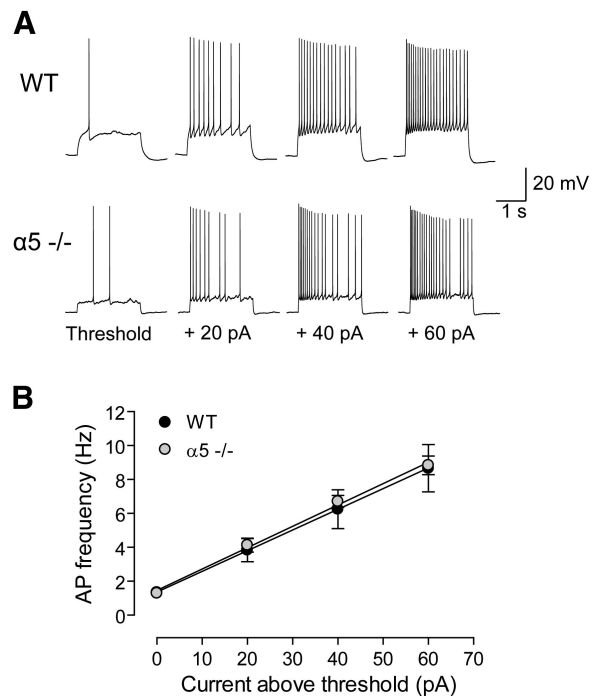 A
WT
20 mV
1 s
α5 -/-
Threshold
+ 20 pA
+ 40 pA
+ 60 pA
B
WT
α5 -/-
AP frequency (Hz)
12
10
8
6
4
2
0
0 10 20 30 40 50 60 70
Current above threshold (pA)